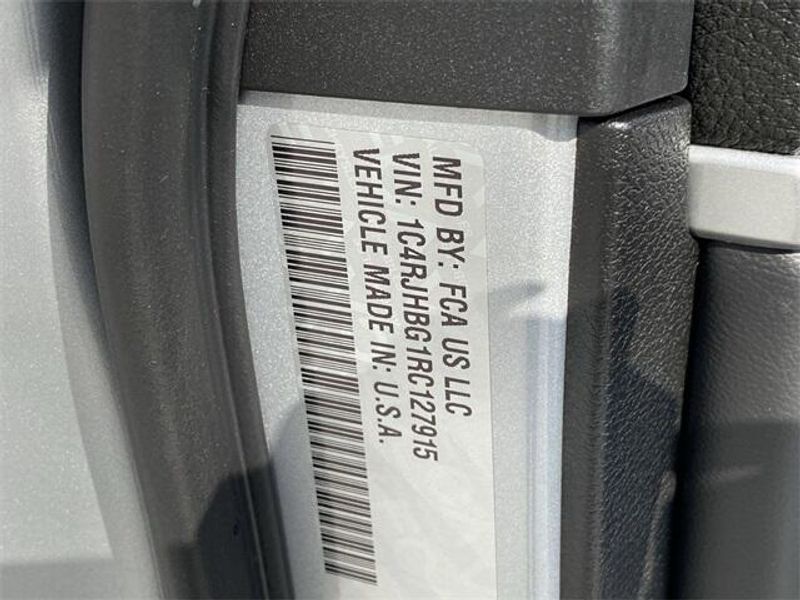 MFD BY: FCA US LLC
VIN: 1C4RJHBG1RC127915
VEHICLE MADE IN: U.S.A.